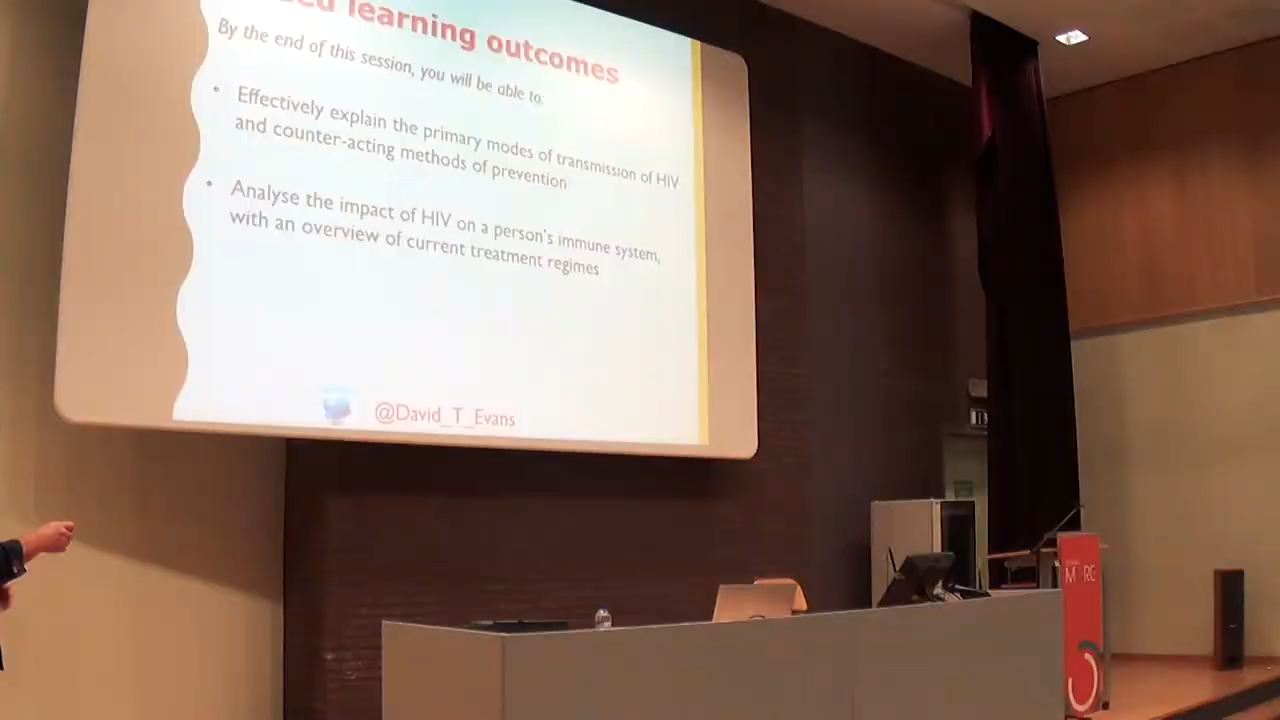 learning outcomes
By the end of this session, you will be able to:
• Effectively explain the primary modes of transmission of HIV
and counter-acting methods of prevention
• Analyse the impact of HIV on a person's immune system,
with an overview of current treatment regimes
@David_T_Evans